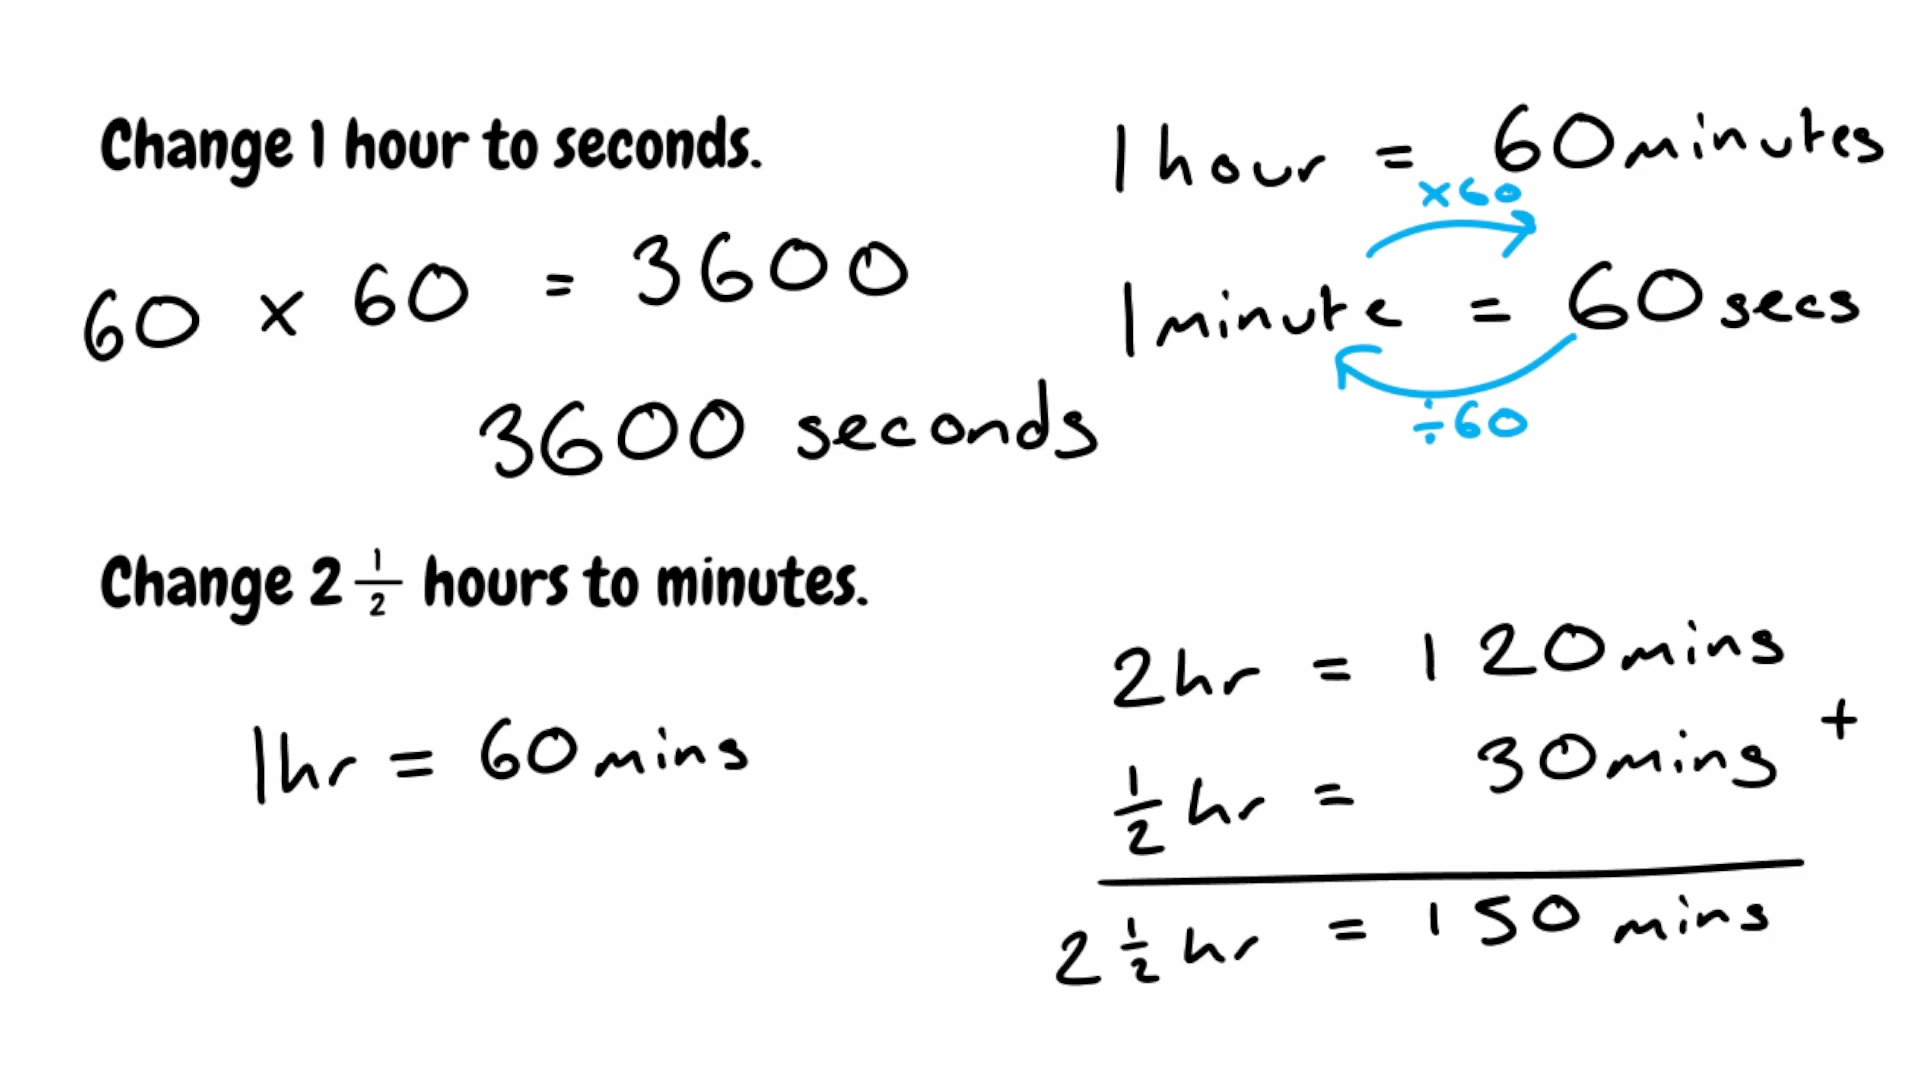 Change 1 hour to seconds.
60 × 60 = 3600
3600 seconds
1 hour = 60 minutes
×60
1 minute = 60 secs
÷60
Change 2 1/2 hours to minutes.
1hr = 60 mins
2hr = 120 mins
+
1/2 hr = 30 mins
2 1/2 hr = 150 mins